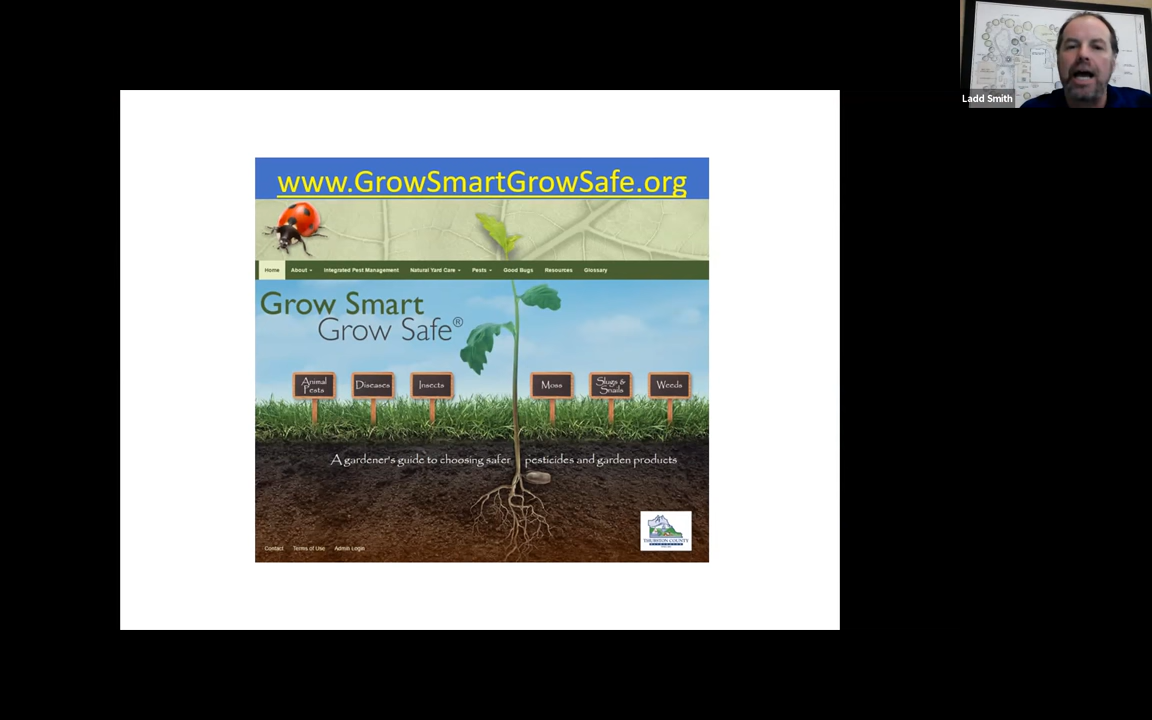 Ladd Smith
www.GrowSmartGrowSafe.org
Home About Integrated Pest Management Natural Yard Care Pests Good Bugs Resources Glossary
Grow Smart
Grow Safe®
Animal Pests
Diseases
Insects
Moss
Slugs & Snails
Weeds
A gardener's guide to choosing safer pesticides and garden products
THURSTON COUNTY
Contact Terms of Use Admin Login